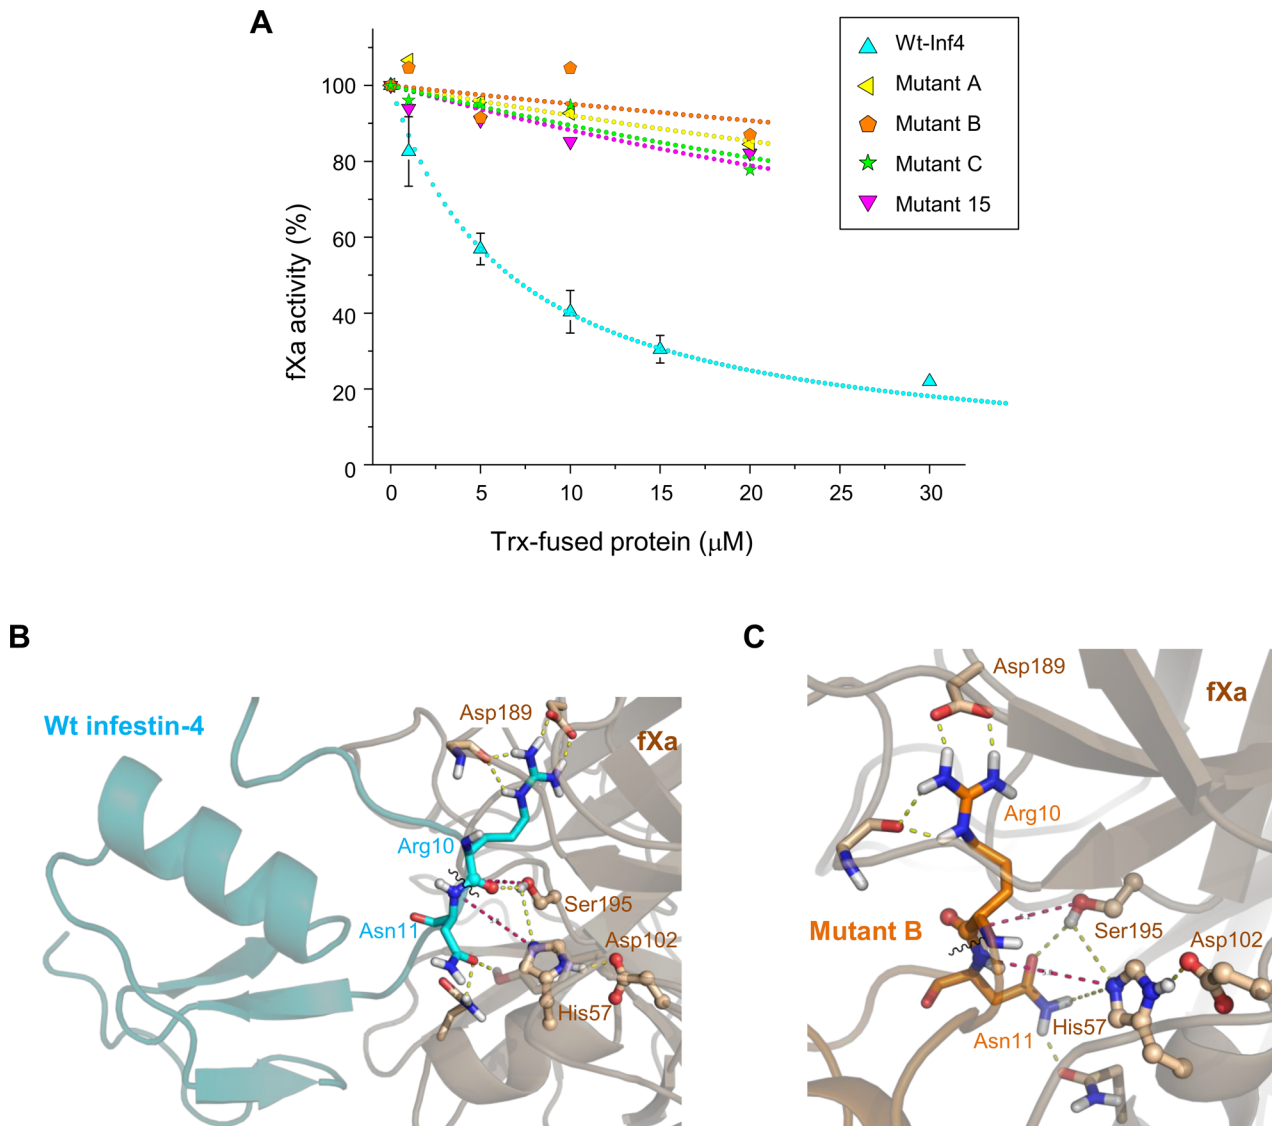 A
fXa activity (%)
100
80
60
40
20
0
0 5 10 15 20 25 30
Trx-fused protein (μM)
Wt-Inf4
Mutant A
Mutant B
Mutant C
Mutant 15
B
Wt infestin-4
Asp189
fXa
Arg10
Ser195
Asn11
Asp102
His57
C
Asp189
fXa
Arg10
Mutant B
Ser195
Asp102
His57
Asn11